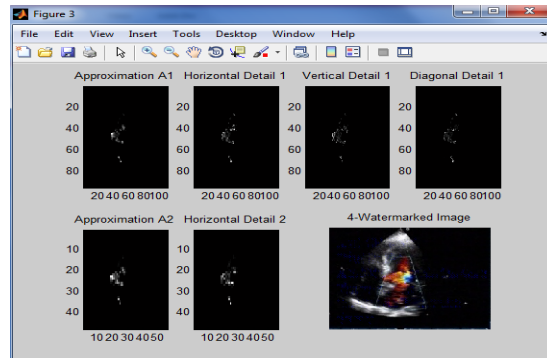 Figure 3
File Edit View Insert Tools Desktop Window Help
Approximation A1 Horizontal Detail 1 Vertical Detail 1 Diagonal Detail 1
20 20 20 20
40 40 40 40
60 60 60 60
80 80 80 80
20 40 60 80100 20 40 60 80100 20 40 60 80100 20 40 60 80100
Approximation A2 Horizontal Detail 2 4-Watermarked Image
10 10
20 20
30 30
40 40
10 20 30 40 50 10 20 30 40 50